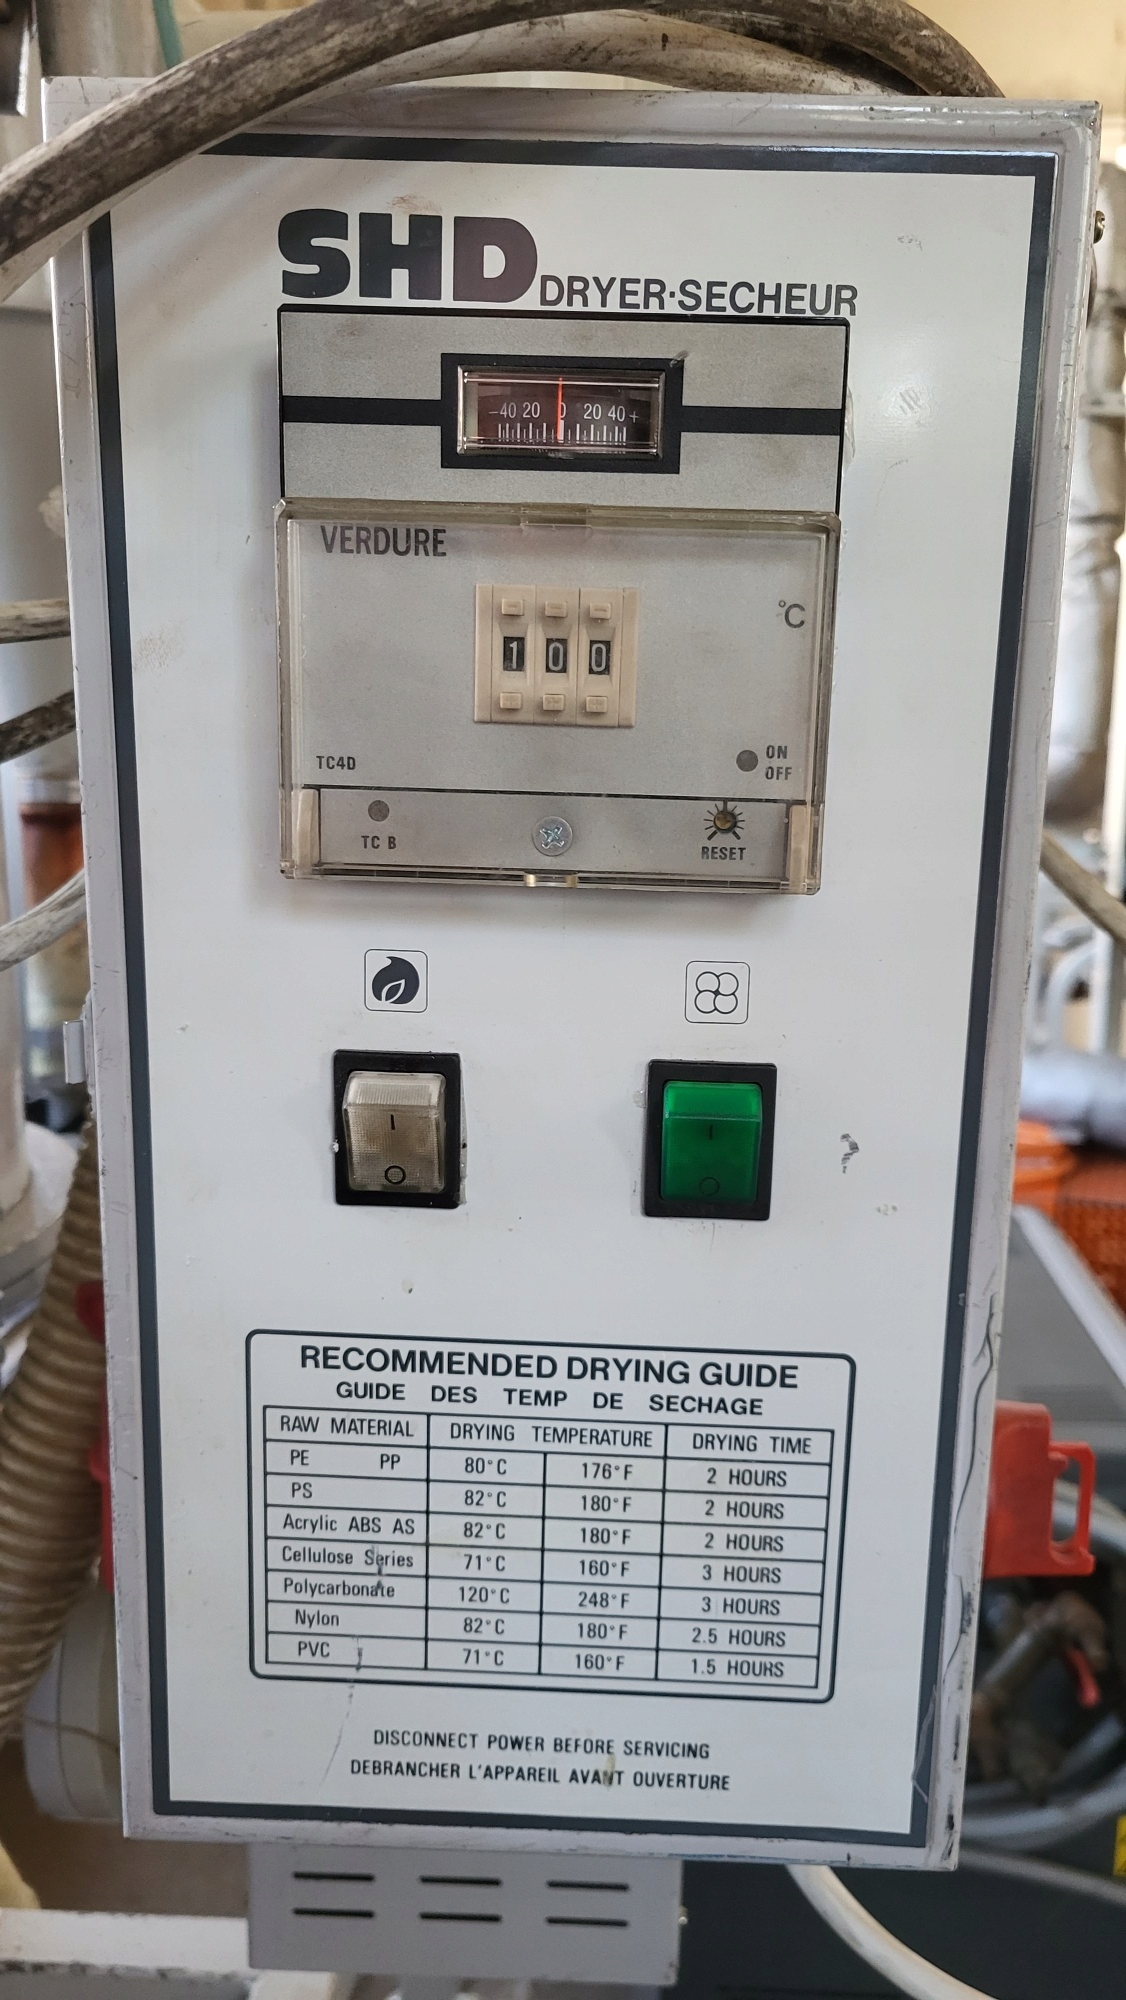 SHD DRYER·SECHEUR
-40 20 0 20 40+
VERDURE
°C
100
TC4D
ON
OFF
TC B
RESET
RECOMMENDED DRYING GUIDE
GUIDE DES TEMP DE SECHAGE
RAW MATERIAL DRYING TEMPERATURE DRYING TIME
PE PP 80°C 176°F 2 HOURS
PS 82°C 180°F 2 HOURS
Acrylic ABS AS 82°C 180°F 2 HOURS
Cellulose Series 71°C 160°F 3 HOURS
Polycarbonate 120°C 248°F 3 HOURS
Nylon 82°C 180°F 2.5 HOURS
PVC 71°C 160°F 1.5 HOURS
DISCONNECT POWER BEFORE SERVICING
DEBRANCHER L'APPAREIL AVANT OUVERTURE